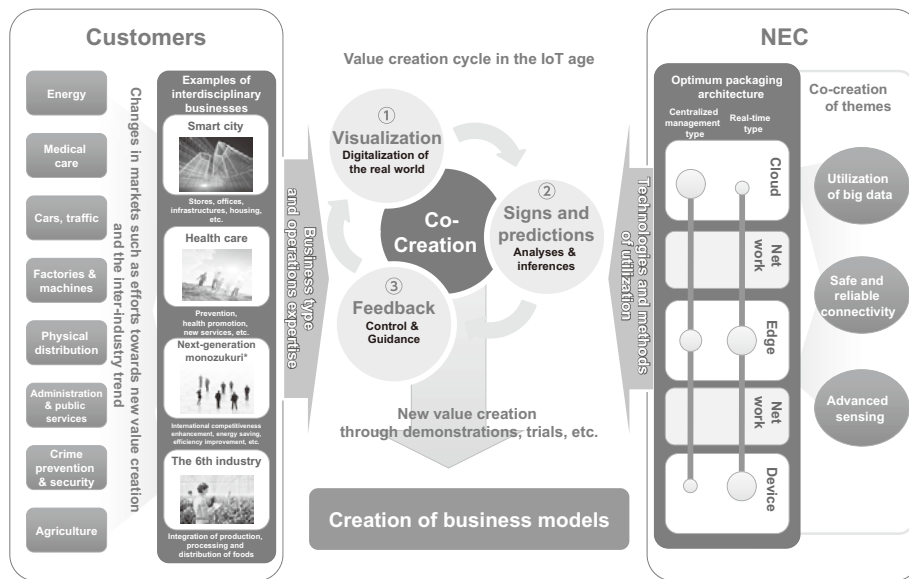 Customers
Energy
Medical
care
Cars, traffic
Factories &
machines
Physical
distribution
Administration
& public
services
Crime
prevention
& security
Agriculture
Changes in markets such as efforts towards new value creation
and the inter-industry trend
Examples of
interdisciplinary
businesses
Smart city
Stores, offices,
infrastructures, housing,
etc.
Health care
Prevention,
health promotion,
new services, etc.
Next-generation
monozukuri*
International competitiveness
enhancement, energy saving,
efficiency improvement, etc.
The 6th industry
Integration of production,
processing and
distribution of foods
Business type
and operations expertise
Value creation cycle in the IoT age
①
Visualization
Digitalization of
the real world
Co-
Creation
②
Signs and
predictions
Analyses &
inferences
③
Feedback
Control &
Guidance
New value creation
through demonstrations, trials, etc.
Creation of business models
Technologies and methods
of utilization
NEC
Optimum packaging
architecture
Centralized
management
type
Real-time
type
Cloud
Net
work
Edge
Net
work
Device
Co-creation
of themes
Utilization
of big data
Safe and
reliable
connectivity
Advanced
sensing